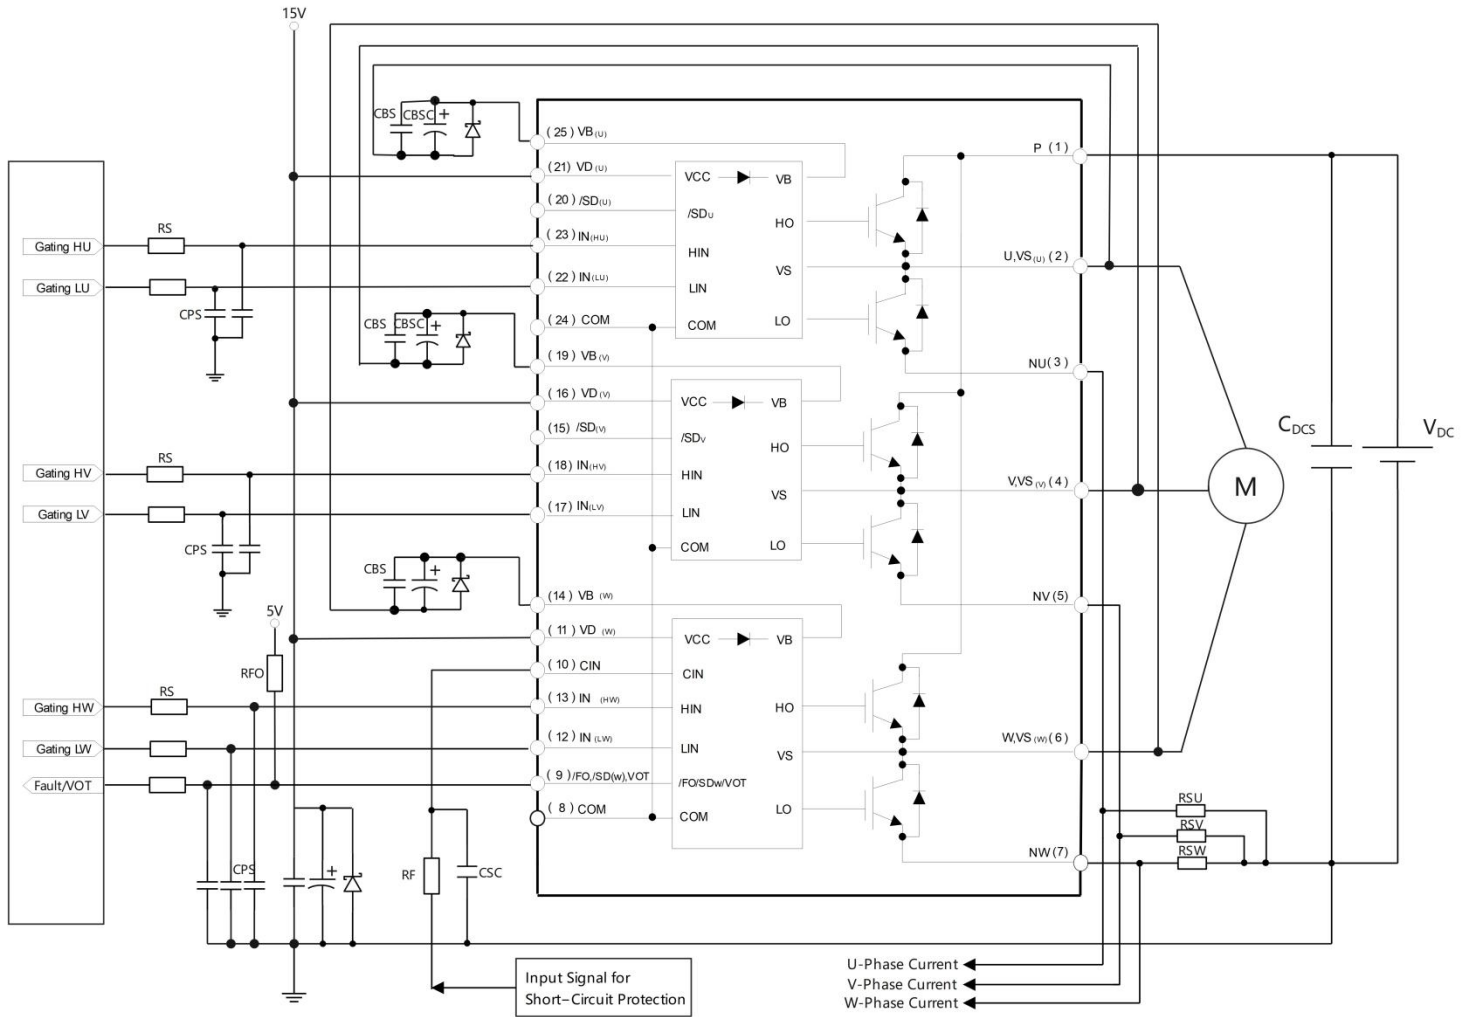 15V
CBS CBSC +
(25) VB(U)
(21) VD(U)
(20) /SD(U)
(23) IN(HU)
(22) IN(LU)
(24) COM
VCC VB
/SDU
HO
HIN
VS
LIN
LO
COM
P (1)
U,VS(U) (2)
NU(3)
Gating HU
RS
Gating LU
CPS
CBS CBSC +
(19) VB(V)
(16) VD(V)
(15) /SD(V)
(18) IN(HV)
(17) IN(LV)
VCC VB
/SDV
HO
HIN
VS
LIN
LO
COM
V,VS(V) (4)
NV(5)
M
CDCS
VDC
Gating HV
RS
Gating LV
CPS
CBS +
5V
RFO
(14) VB (W)
(11) VD (W)
(10) CIN
(13) IN (HW)
(12) IN (LW)
(9) /FO,/SD(w),VOT
(8) COM
VCC VB
CIN
HO
HIN
LIN
VS
/FO/SDw/VOT
LO
COM
W,VS(W) (6)
NW(7)
Gating HW
RS
Gating LW
Fault/VOT
CPS
+
RF
CSC
RSU
RSV
RSW
Input Signal for
Short-Circuit Protection
U-Phase Current
V-Phase Current
W-Phase Current